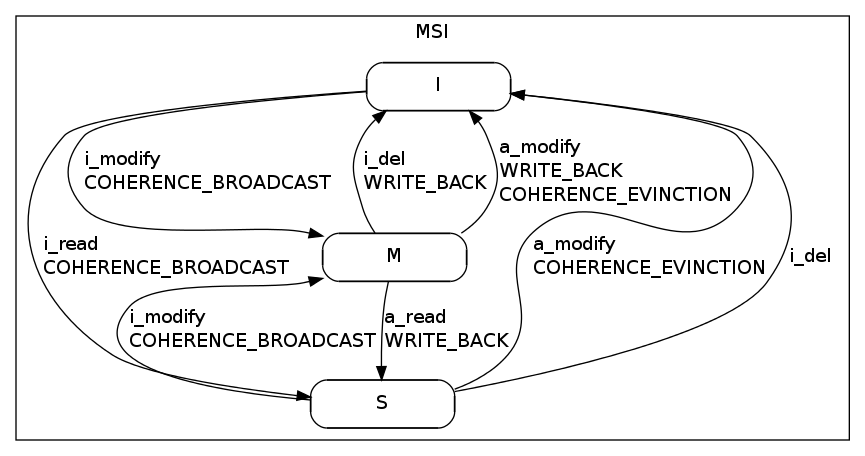 MSI
I
i_modify
COHERENCE_BROADCAST
i_del
WRITE_BACK
a_modify
WRITE_BACK
COHERENCE_EVINCTION
i_read
COHERENCE_BROADCAST
M
a_modify
COHERENCE_EVINCTION
i_del
i_modify
COHERENCE_BROADCAST
a_read
WRITE_BACK
S